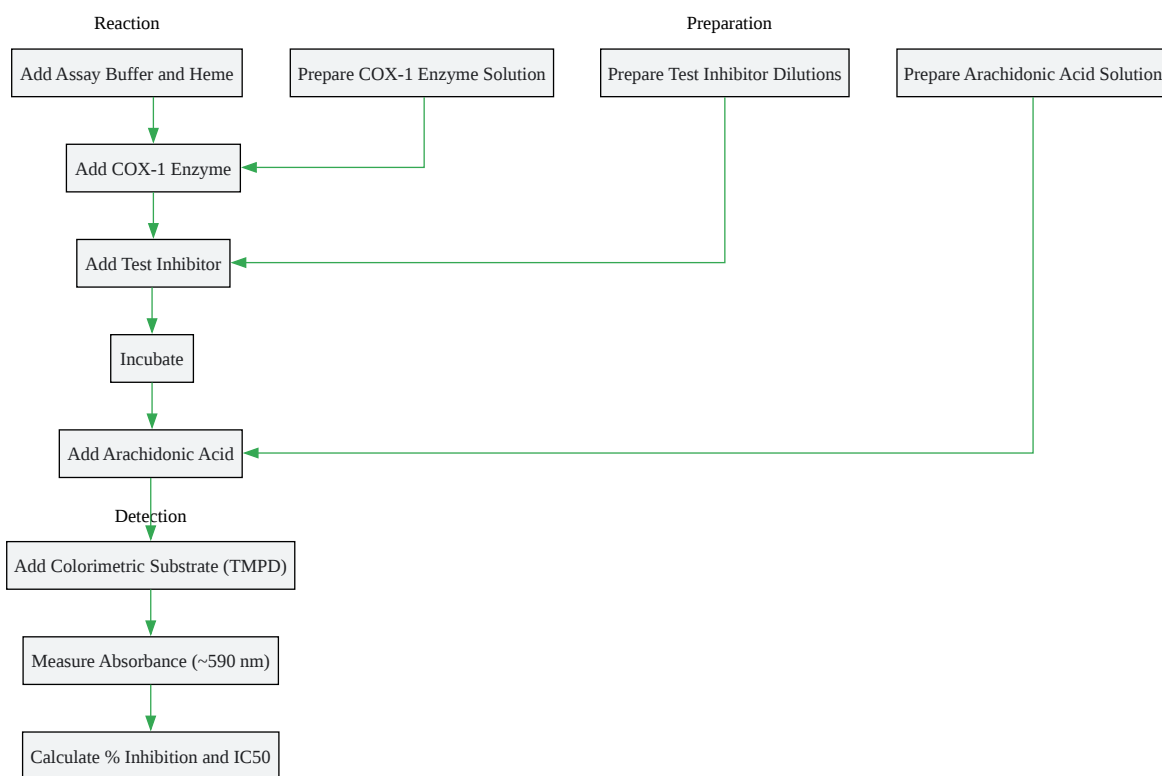 Reaction
Preparation
Add Assay Buffer and Heme
Prepare COX-1 Enzyme Solution
Prepare Test Inhibitor Dilutions
Prepare Arachidonic Acid Solution
Add COX-1 Enzyme
Add Test Inhibitor
Incubate
Add Arachidonic Acid
Detection
Add Colorimetric Substrate (TMPD)
Measure Absorbance (~590 nm)
Calculate % Inhibition and IC50